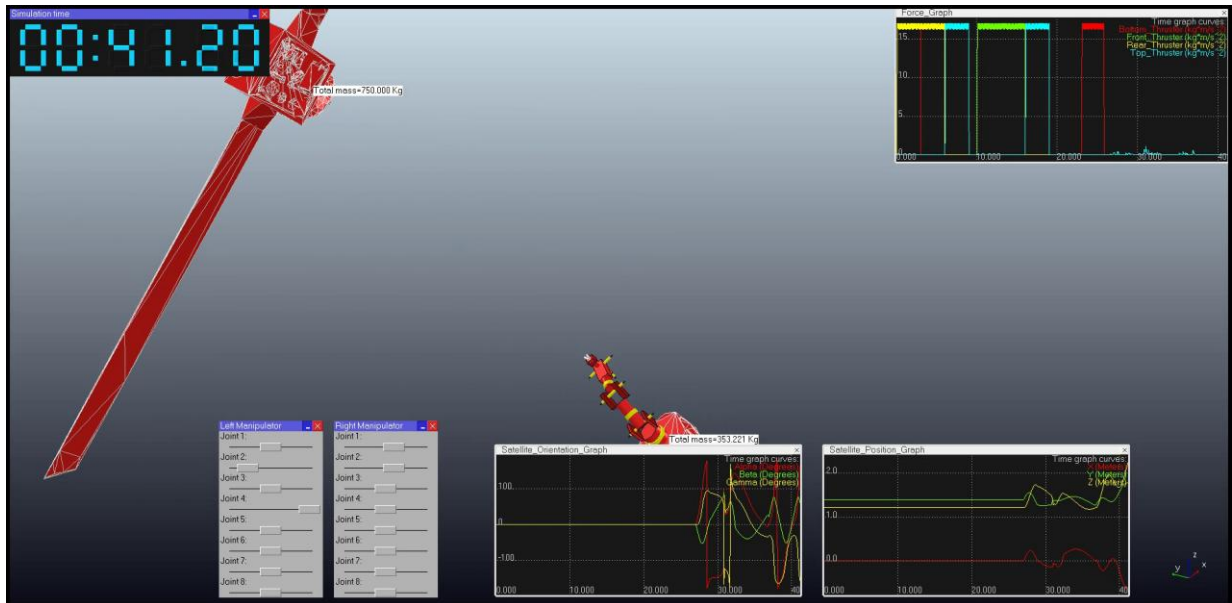 Simulation time
00:41.20
Total mass=750.000 Kg
Force_Graph
Time graph curves:
Bottom_Thruster (kg*m/s^2)
Front_Thruster (kg*m/s^2)
Rear_Thruster (kg*m/s^2)
Top_Thruster (kg*m/s^2)
15.
10.
5.
0
0.000 10.000 20.000 30.000 40
Left Manipulator
Joint 1:
Joint 2:
Joint 3:
Joint 4:
Joint 5:
Joint 6:
Joint 7:
Joint 8:
Right Manipulator
Joint 1:
Joint 2:
Joint 3:
Joint 4:
Joint 5:
Joint 6:
Joint 7:
Joint 8:
Total mass=353.221 Kg
Satellite_Orientation_Graph
Time graph curves:
Alpha (Degrees)
Beta (Degrees)
Gamma (Degrees)
100.
0
-100.
0.000 10.000 20.000 30.000 40
Satellite_Position_Graph
Time graph curves:
X (Meters)
Y (Meters)
Z (Meters)
2.0
1.0
0.0
0.000 10.000 20.000 30.000 40
z
y
x